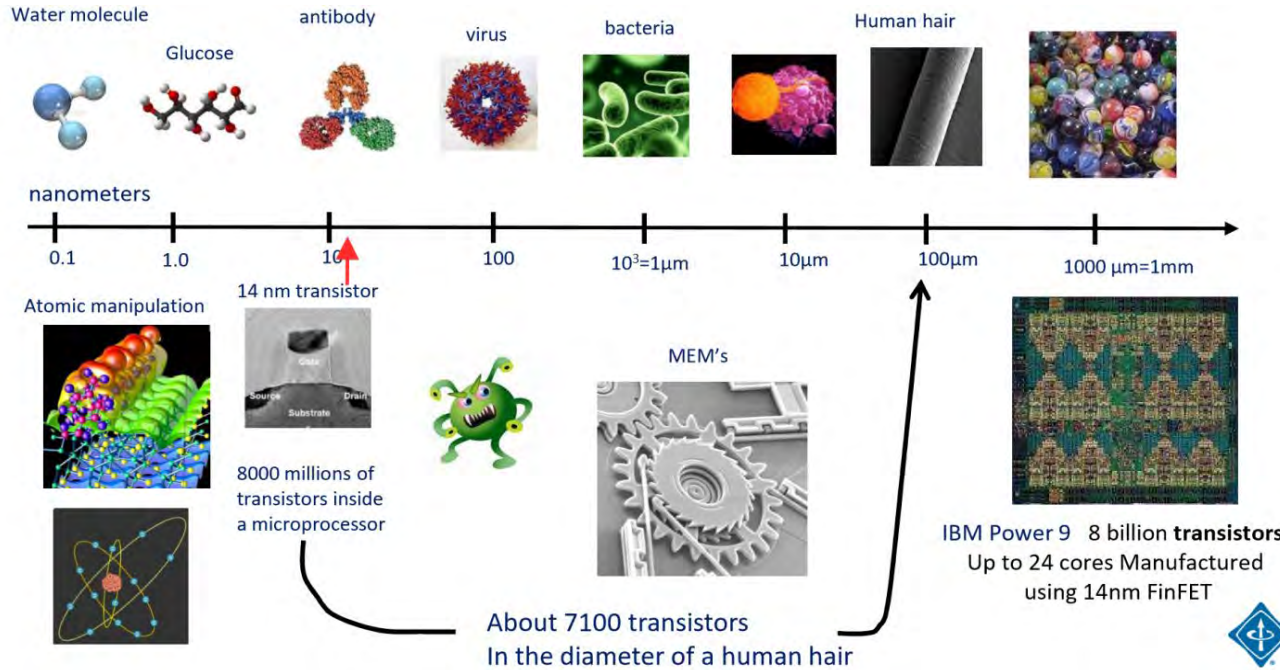 Water molecule
Glucose
antibody
virus
bacteria
Human hair
nanometers
0.1
1.0
10
100
10³=1µm
10µm
100µm
1000 µm=1mm
Atomic manipulation
14 nm transistor
Gate
Source
Drain
Substrate
MEM's
8000 millions of
transistors inside
a microprocessor
IBM Power 9 8 billion transistors
Up to 24 cores Manufactured
using 14nm FinFET
About 7100 transistors
In the diameter of a human hair